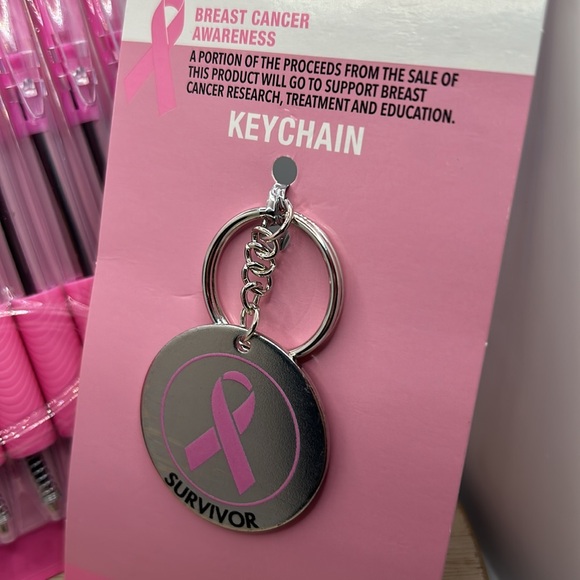 BREAST CANCER
AWARENESS
A PORTION OF THE PROCEEDS FROM THE SALE OF
THIS PRODUCT WILL GO TO SUPPORT BREAST
CANCER RESEARCH, TREATMENT AND EDUCATION.
KEYCHAIN
SURVIVOR